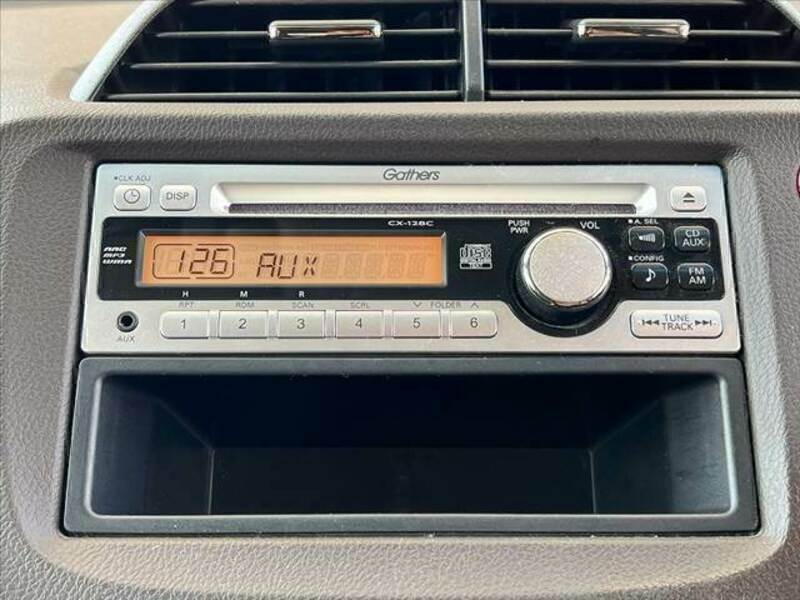 Gathers
•CLK ADJ
DISP
CX-128C
PUSH PWR
VOL
•A. SEL
CD AUX
•CONFIG
FM AM
AAC
MP3
WMA
126 AUX
TEXT
H M R
RPT RDM SCAN SCRL FOLDER
1 2 3 4 5 6
AUX
TUNE
TRACK